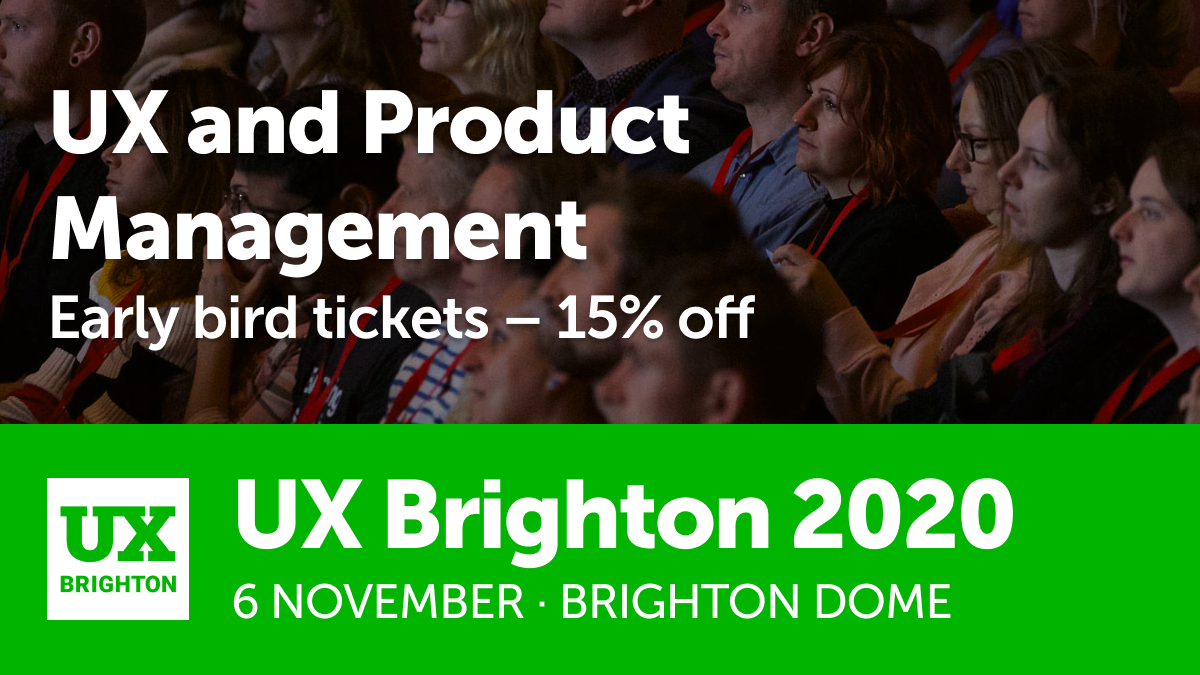 UX and Product
Management
Early bird tickets – 15% off
UX
BRIGHTON
UX Brighton 2020
6 NOVEMBER · BRIGHTON DOME